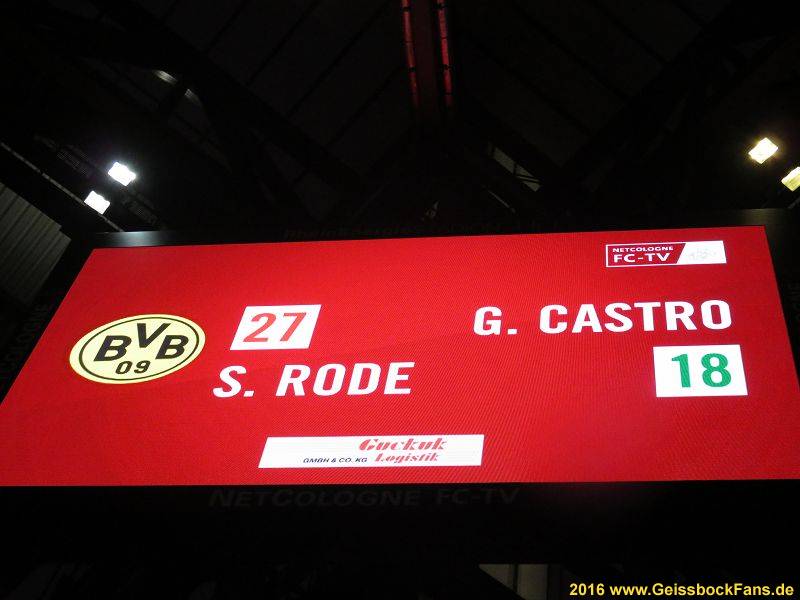 NETCOLOGNE
FC-TV
BVB
09
27
S. RODE
G. CASTRO
18
Guckuk
GMBH & CO. KG Logistik
NETCOLOGNE FC-TV
2016 www.GeissbockFans.de